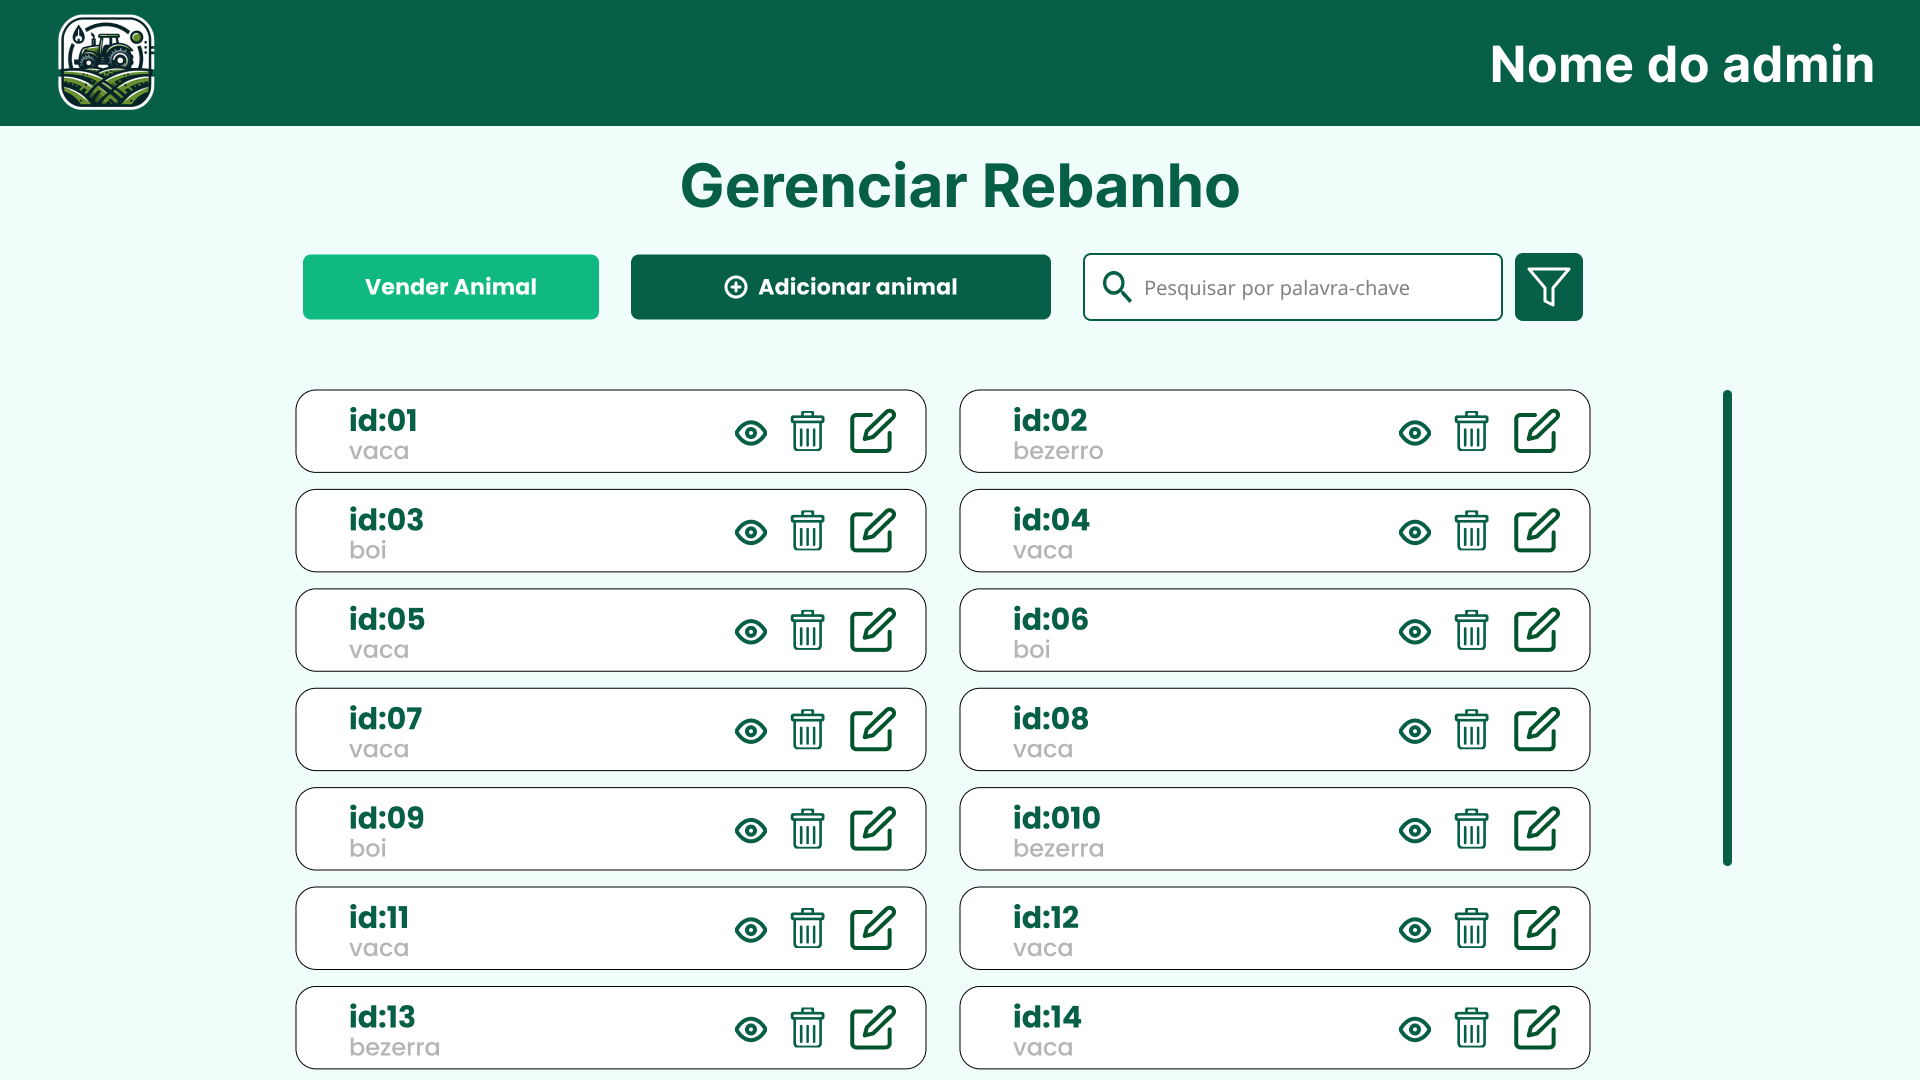 Nome do admin
Gerenciar Rebanho
Vender Animal
Adicionar animal
Pesquisar por palavra-chave
id:01
vaca
id:02
bezerro
id:03
boi
id:04
vaca
id:05
vaca
id:06
boi
id:07
vaca
id:08
vaca
id:09
boi
id:010
bezerra
id:11
vaca
id:12
vaca
id:13
bezerra
id:14
vaca